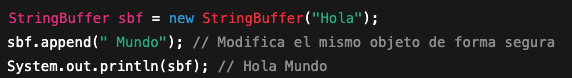 StringBuffer sbf = new StringBuffer("Hola");
sbf.append(" Mundo"); // Modifica el mismo objeto de forma segura
System.out.println(sbf); // Hola Mundo